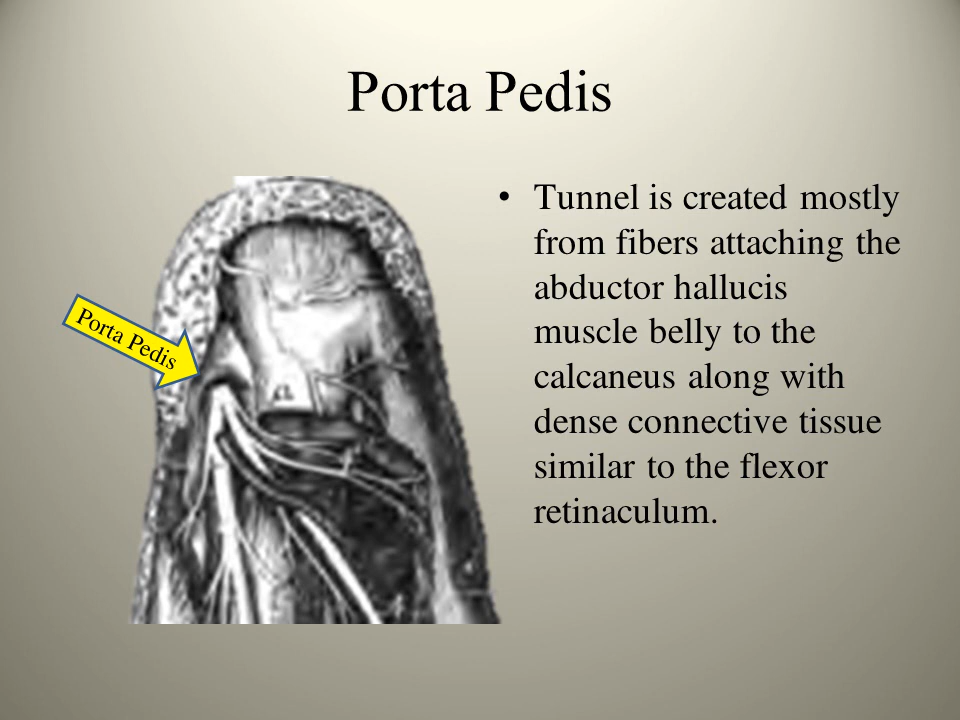 Porta Pedis
• Tunnel is created mostly
from fibers attaching the
abductor hallucis
muscle belly to the
calcaneus along with
dense connective tissue
similar to the flexor
retinaculum.
Porta Pedis
a